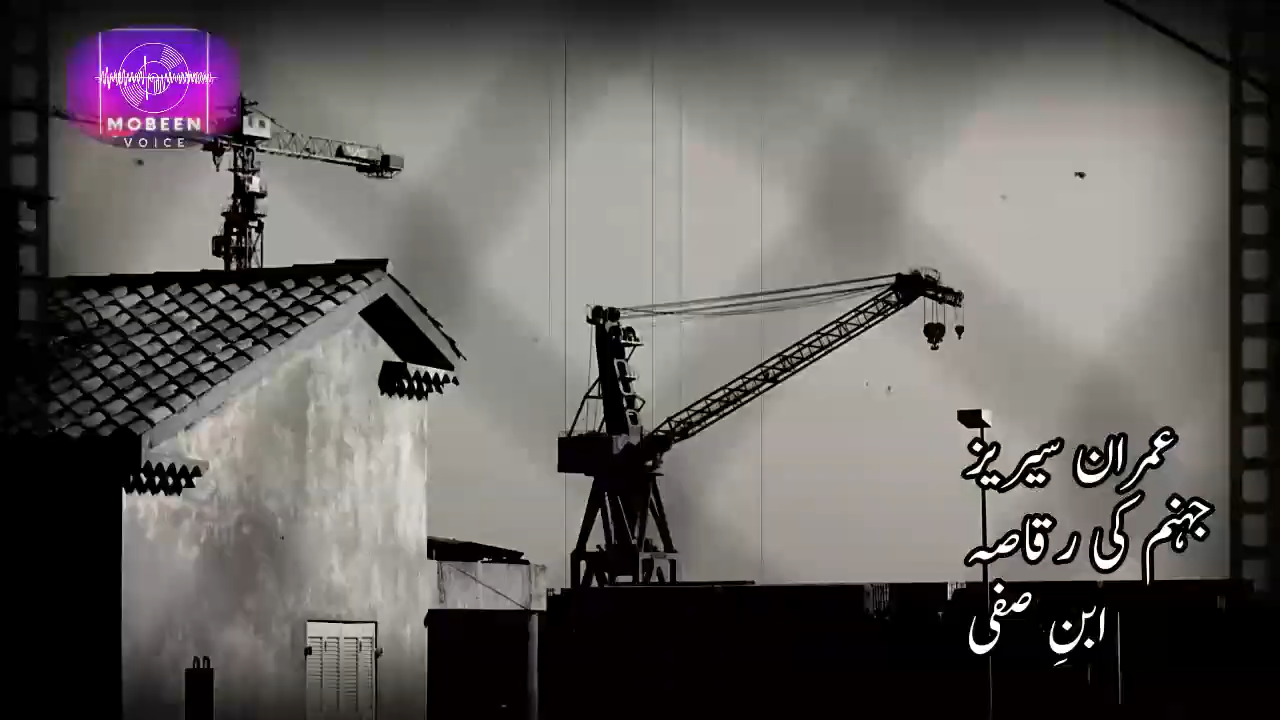 MOBEEN
VOICE
عمران سیریز
جہنم کی رقاصہ
ابنِ صفی